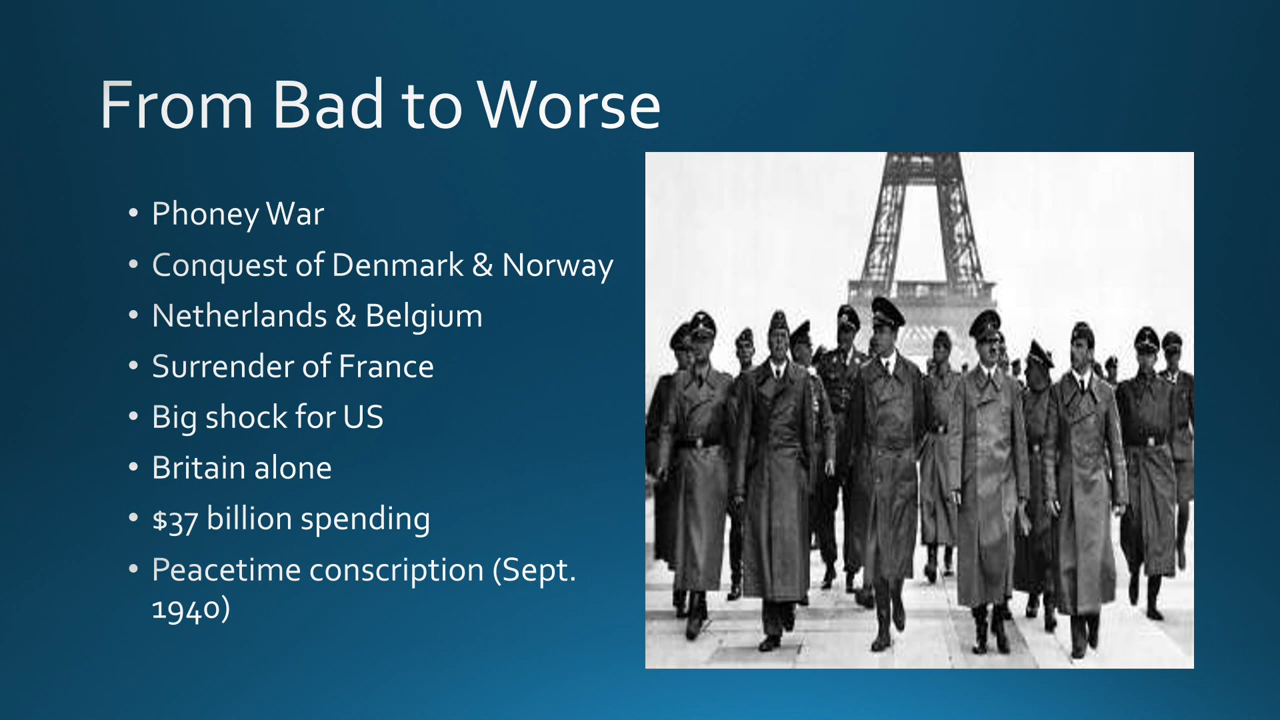 From Bad to Worse
• Phoney War
• Conquest of Denmark & Norway
• Netherlands & Belgium
• Surrender of France
• Big shock for US
• Britain alone
• $37 billion spending
• Peacetime conscription (Sept.
1940)